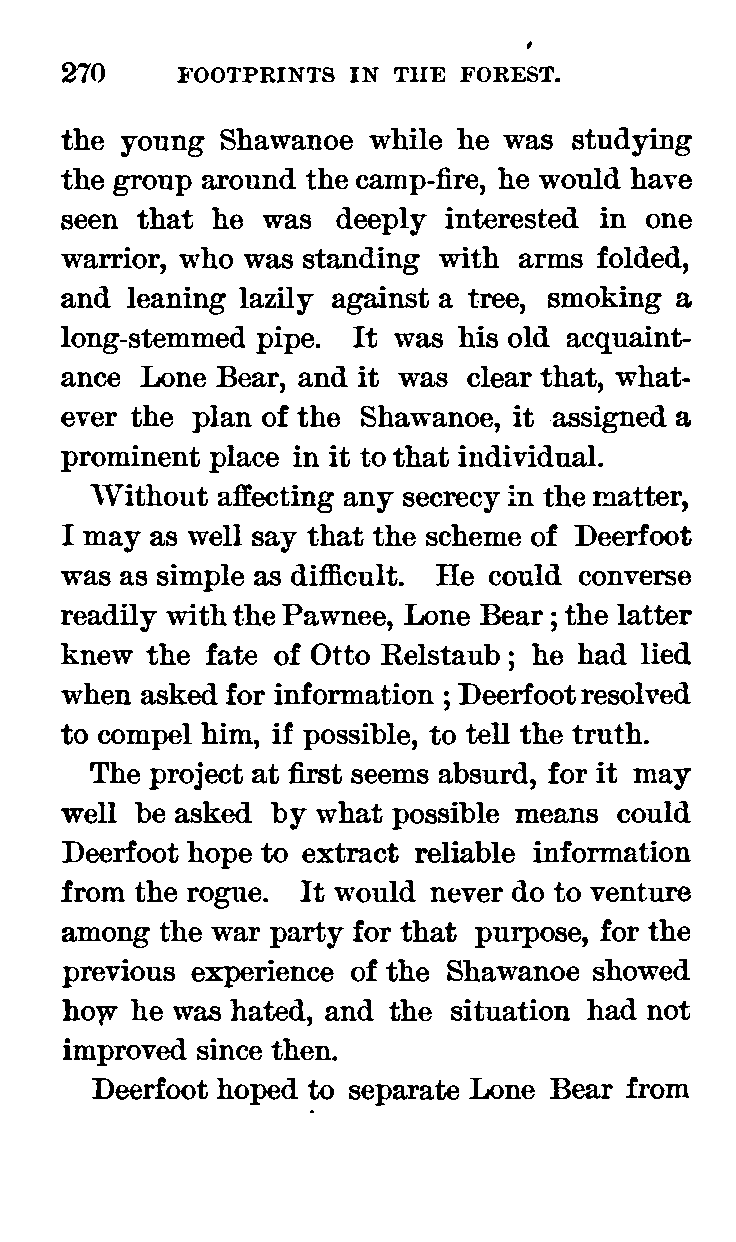 270 FOOTPRINTS IN THE FOREST.
the young Shawanoe while he was studying
the group around the camp-fire, he would have
seen that he was deeply interested in one
warrior, who was standing with arms folded,
and leaning lazily against a tree, smoking a
long-stemmed pipe. It was his old acquaint-
ance Lone Bear, and it was clear that, what-
ever the plan of the Shawanoe, it assigned a
prominent place in it to that individual.
Without affecting any secrecy in the matter,
I may as well say that the scheme of Deerfoot
was as simple as difficult. He could converse
readily with the Pawnee, Lone Bear ; the latter
knew the fate of Otto Relstaub ; he had lied
when asked for information ; Deerfoot resolved
to compel him, if possible, to tell the truth.
The project at first seems absurd, for it may
well be asked by what possible means could
Deerfoot hope to extract reliable information
from the rogue. It would never do to venture
among the war party for that purpose, for the
previous experience of the Shawanoe showed
how he was hated, and the situation had not
improved since then.
Deerfoot hoped to separate Lone Bear from